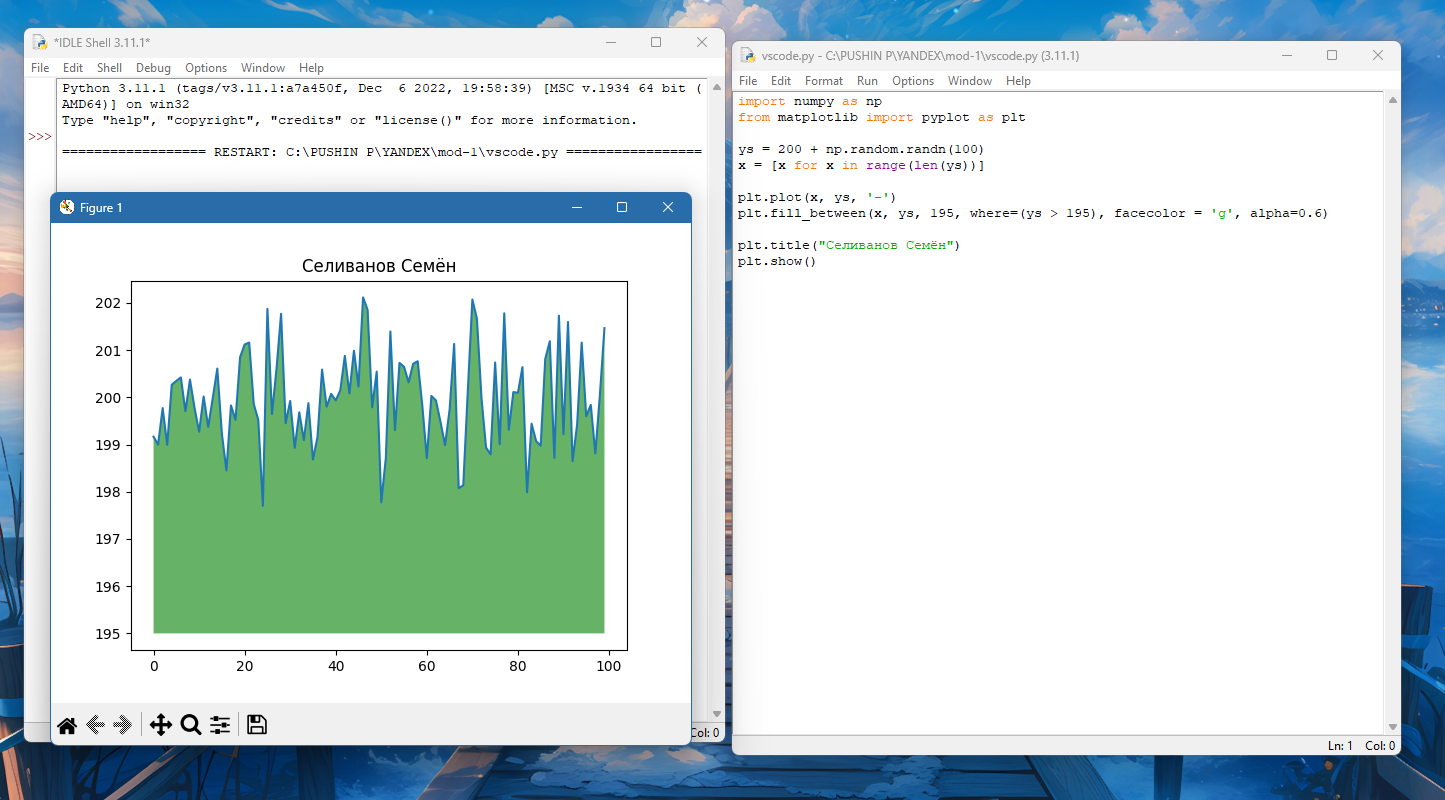 *IDLE Shell 3.11.1*
File Edit Shell Debug Options Window Help
Python 3.11.1 (tags/v3.11.1:a7a450f, Dec  6 2022, 19:58:39) [MSC v.1934 64 bit (
AMD64)] on win32
Type "help", "copyright", "credits" or "license()" for more information.
>>>
================== RESTART: C:\PUSHIN P\YANDEX\mod-1\vscode.py =================
Figure 1
Селиванов Семён
202
201
200
199
198
197
196
195
0 20 40 60 80 100
Col: 0
vscode.py - C:\PUSHIN P\YANDEX\mod-1\vscode.py (3.11.1)
File Edit Format Run Options Window Help
import numpy as np
from matplotlib import pyplot as plt
ys = 200 + np.random.randn(100)
x = [x for x in range(len(ys))]
plt.plot(x, ys, '-')
plt.fill_between(x, ys, 195, where=(ys > 195), facecolor = 'g', alpha=0.6)
plt.title("Селиванов Семён")
plt.show()
Ln: 1 Col: 0